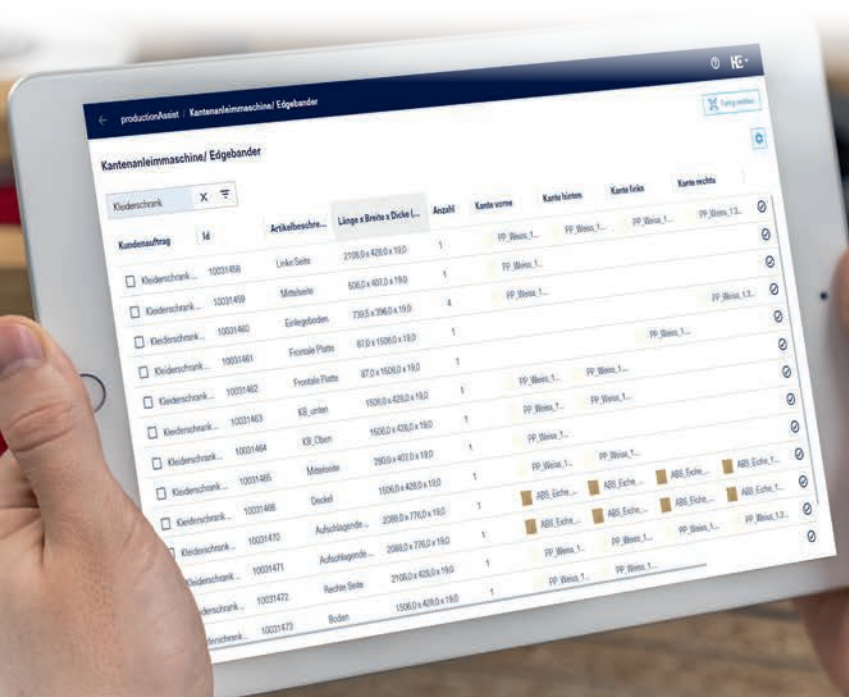 productionAssist / Kantenanleimmaschine/ Edgebander
Kantenanleimmaschine/ Edgebander
Kleiderschrank X
Kundenauftrag Id Artikelbeschre... Länge x Breite x Dicke (... Anzahl Kante vorne Kante hinten Kante links Kante rechts
Kleiderschrank... 10031458 Linke Seite 2106,0 x 428,0 x 19,0 1 PP_Weiss_1... PP_Weiss_1... PP_Weiss_1... PP_Weiss_1.3...
Kleiderschrank... 10031459 Mittelseite 506,0 x 407,0 x 19,0 1 PP_Weiss_1...
Kleiderschrank... 10031460 Einlegeboden 739,5 x 396,0 x 19,0 4 PP_Weiss_1...
Kleiderschrank... 10031461 Frontale Platte 87,0 x 1506,0 x 19,0 1 PP_Weiss_1.3...
Kleiderschrank... 10031462 Frontale Platte 87,0 x 1506,0 x 19,0 1 PP_Weiss_1...
Kleiderschrank... 10031463 KB_unten 1506,0 x 428,0 x 19,0 1 PP_Weiss_1... PP_Weiss_1...
Kleiderschrank... 10031464 KB_Oben 1506,0 x 428,0 x 19,0 1 PP_Weiss_1... PP_Weiss_1...
Kleiderschrank... 10031465 Mittelseite 290,0 x 407,0 x 19,0 1 PP_Weiss_1...
Kleiderschrank... 10031466 Deckel 1506,0 x 428,0 x 19,0 1 PP_Weiss_1... PP_Weiss_1...
Kleiderschrank... 10031470 Aufschlagende... 2088,0 x 776,0 x 19,0 1 ABS_Eiche_... ABS_Eiche_... ABS_Eiche_... ABS_Eiche_1...
Kleiderschrank... 10031471 Aufschlagende... 2088,0 x 776,0 x 19,0 1 ABS_Eiche_... ABS_Eiche_... ABS_Eiche_... ABS_Eiche_1...
derschrank... 10031472 Rechte Seite 2106,0 x 428,0 x 19,0 1 PP_Weiss_1... PP_Weiss_1... PP_Weiss_1... PP_Weiss_1.3...
derschrank... 10031473 Boden 1506,0 x 428,0 x 19,0 1 PP_Weiss_1... PP_Weiss_1...